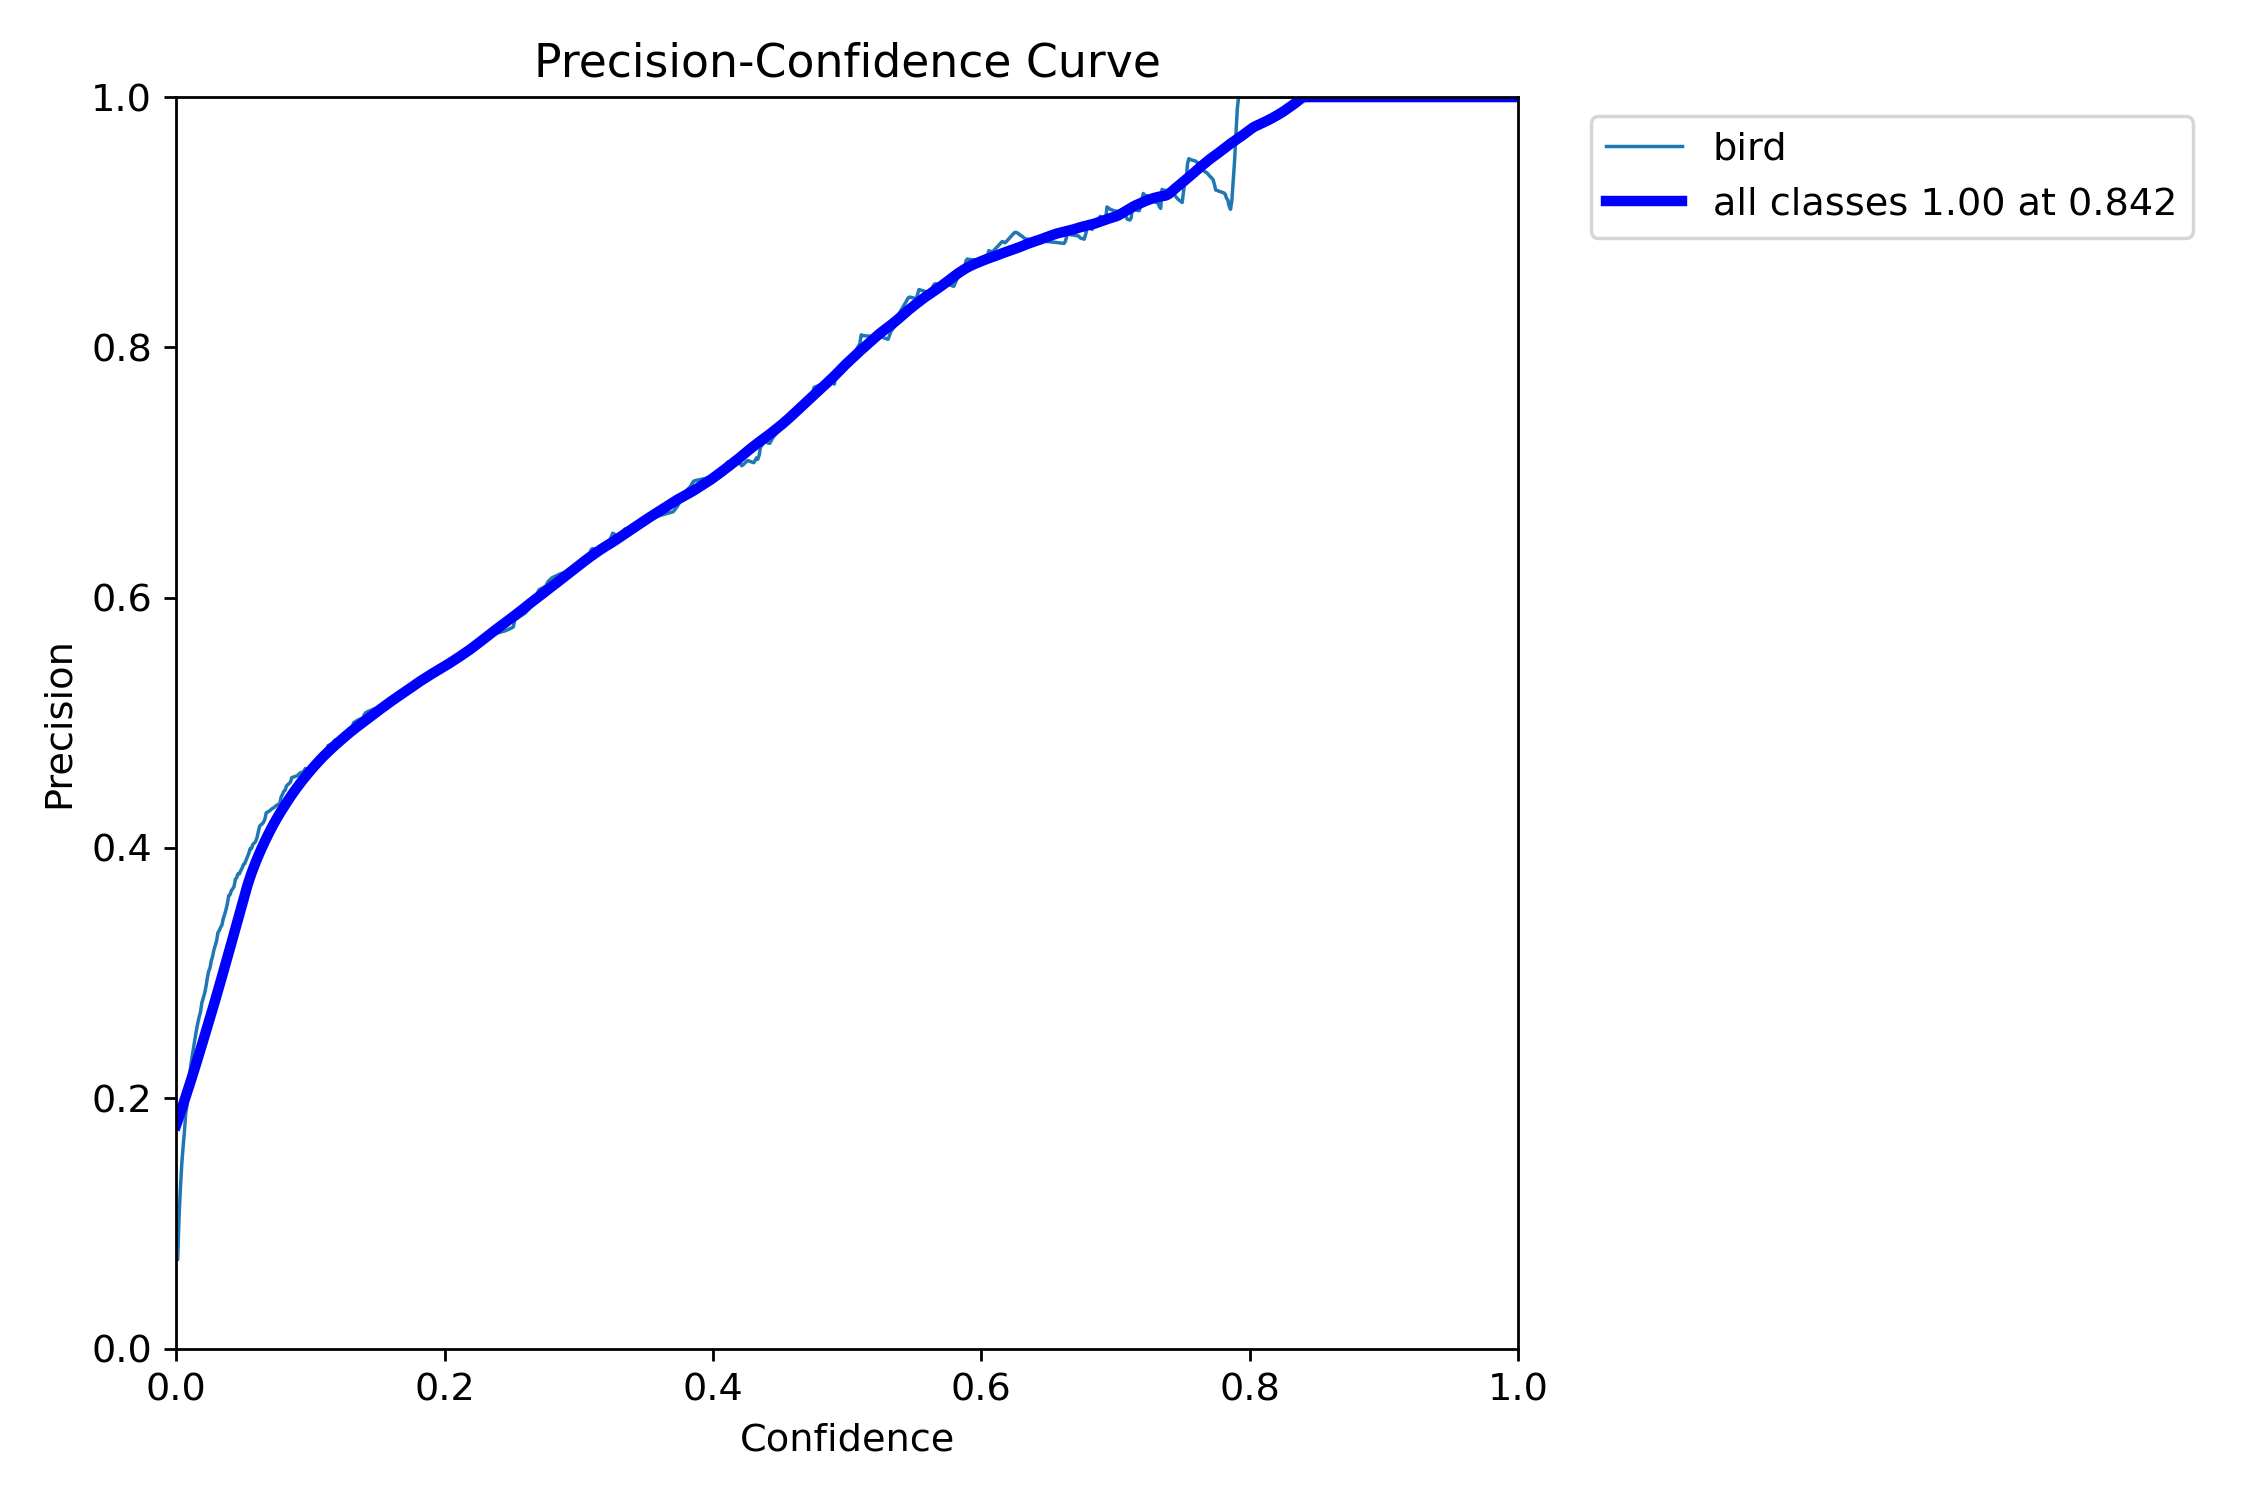 Precision-Confidence Curve
1.0
0.8
0.6
0.4
0.2
0.0
Precision
0.0 0.2 0.4 0.6 0.8 1.0
Confidence
bird
all classes 1.00 at 0.842